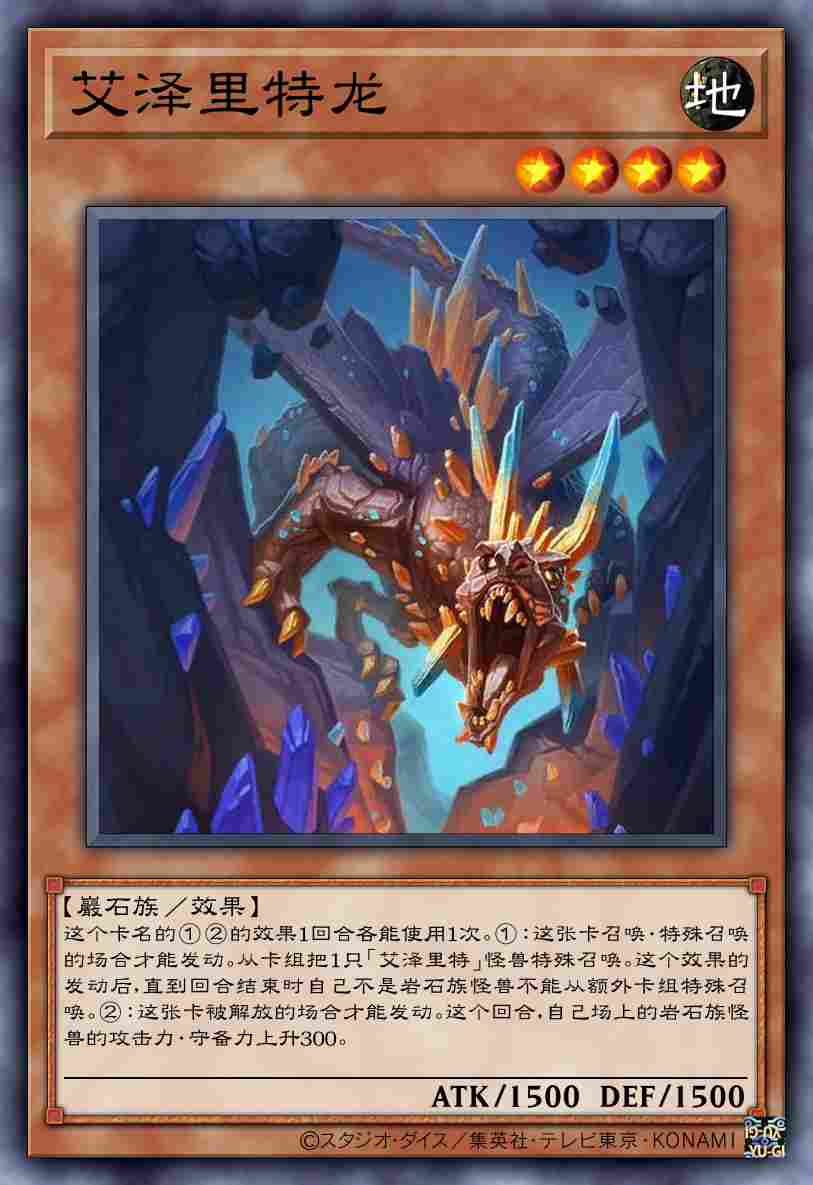 艾泽里特龙
地
【巖石族／效果】
这个卡名的①②的效果1回合各能使用1次。①：这张卡召唤·特殊召唤
的场合才能发动。从卡组把1只「艾泽里特」怪兽特殊召唤。这个效果的
发动后，直到回合结束时自己不是岩石族怪兽不能从额外卡组特殊召
唤。②：这张卡被解放的场合才能发动。这个回合，自己场上的岩石族怪
兽的攻击力·守备力上升300。
ATK/1500 DEF/1500
©スタジオ・ダイス／集英社・テレビ東京・KONAMI